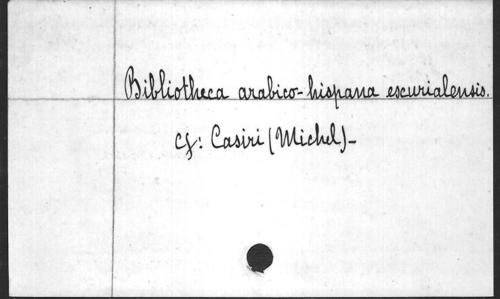 Bibliotheca arabico-hispana escurialensis.
cf: Casiri (Michel)_